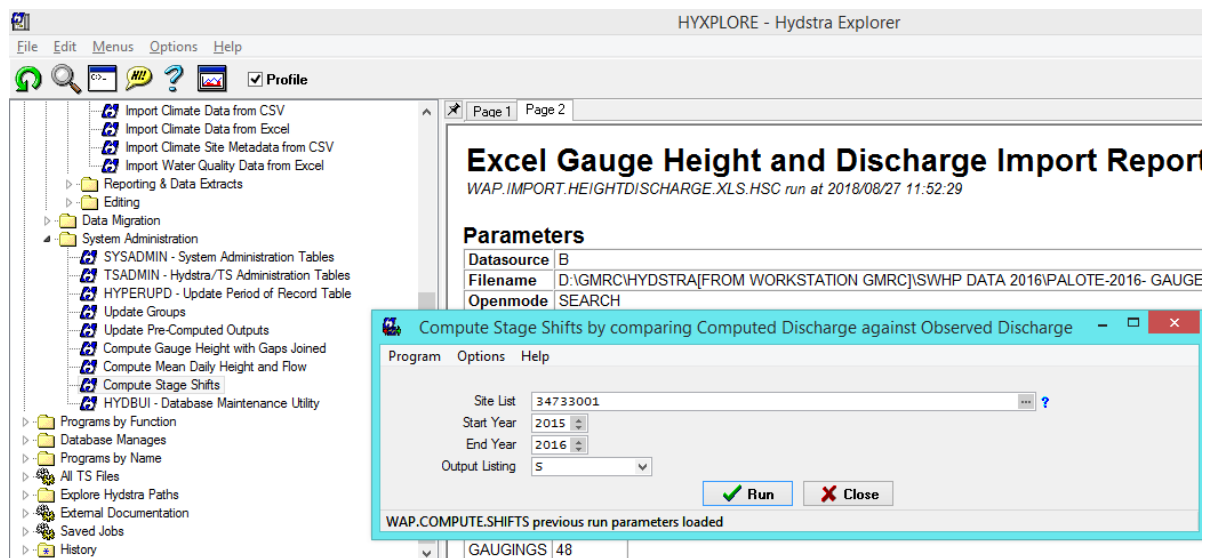 HYXPLORE - Hydstra Explorer
File Edit Menus Options Help
HI! ? Profile
Import Climate Data from CSV
Import Climate Data from Excel
Import Climate Site Metadata from CSV
Import Water Quality Data from Excel
Reporting & Data Extracts
Editing
Data Migration
System Administration
SYSADMIN - System Administration Tables
TSADMIN - Hydstra/TS Administration Tables
HYPERUPD - Update Period of Record Table
Update Groups
Update Pre-Computed Outputs
Compute Gauge Height with Gaps Joined
Compute Mean Daily Height and Flow
Compute Stage Shifts
HYDBUI - Database Maintenance Utility
Programs by Function
Database Manages
Programs by Name
All TS Files
Explore Hydstra Paths
External Documentation
Saved Jobs
History
Page 1 Page 2
Excel Gauge Height and Discharge Import Report
WAP.IMPORT.HEIGHTDISCHARGE.XLS.HSC run at 2018/08/27 11:52:29
Parameters
Datasource B
Filename D:\GMRC\HYDSTRA[FROM WORKSTATION GMRC]\SWHP DATA 2016\PALOTE-2016- GAUGE
Openmode SEARCH
Compute Stage Shifts by comparing Computed Discharge against Observed Discharge
Program Options Help
Site List 34733001 ... ?
Start Year 2015
End Year 2016
Output Listing S
Run Close
WAP.COMPUTE.SHIFTS previous run parameters loaded
GAUGINGS 48